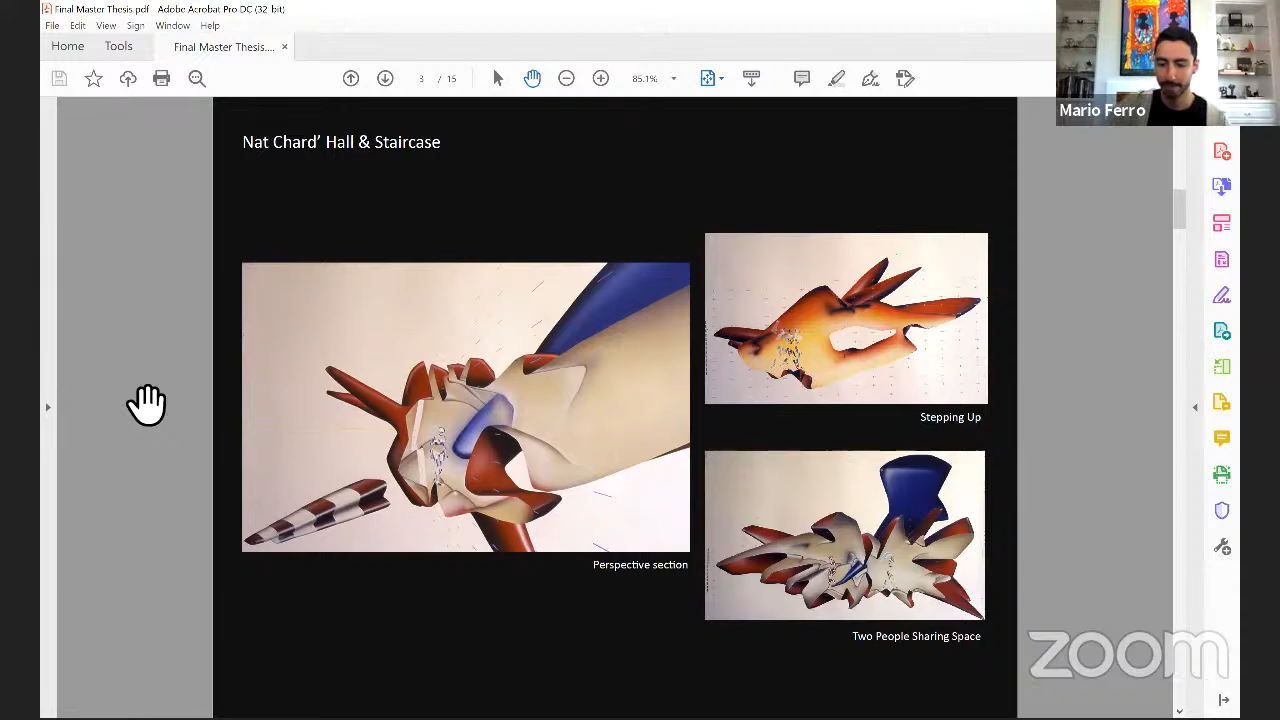 Final Master Thesis.pdf - Adobe Acrobat Pro DC (32-bit)
File Edit View Sign Window Help
Home Tools Final Master Thesis.... ×
/ 15 85.1%
Mario Ferro
Nat Chard’ Hall & Staircase
Stepping Up
Perspective section
Two People Sharing Space
zoom